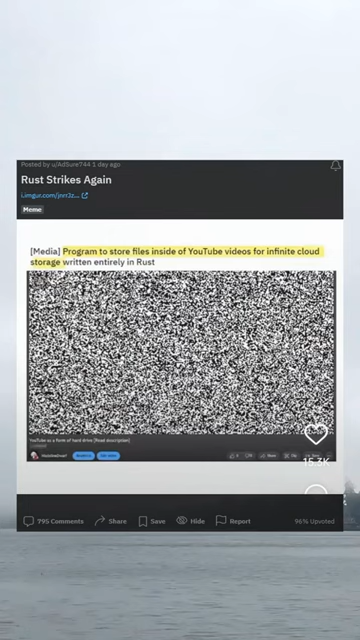 Posted by u/AdSure744 1 day ago
Rust Strikes Again
Meme
[Media] Program to store files inside of YouTube videos for infinite cloud
storage written entirely in Rust
YouTube as a form of hard drive [Read description]
15.3K
795 Comments Share Save Hide Report 96% Upvoted